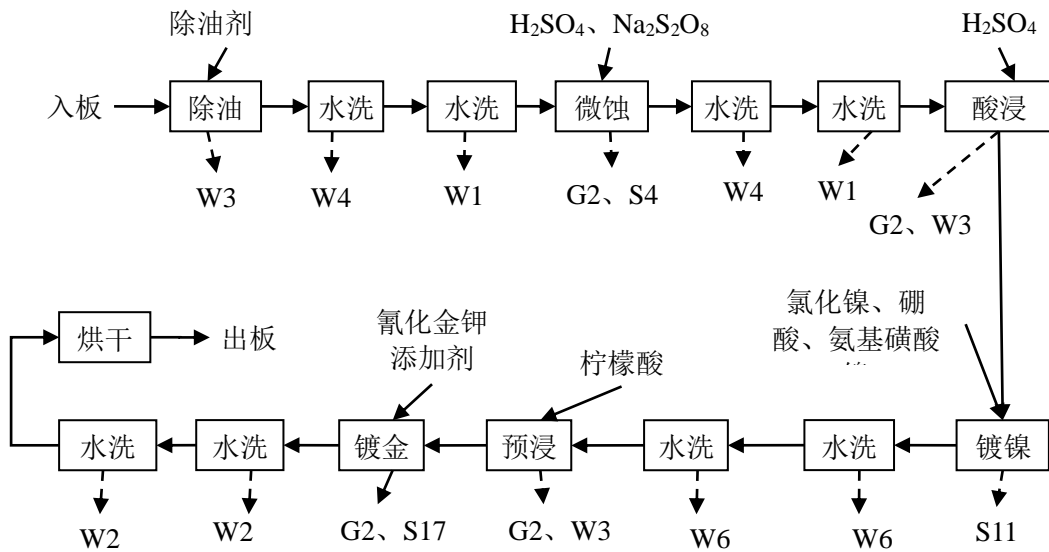 除油剂
H₂SO₄、Na₂S₂O₈
H₂SO₄
入板
除油
水洗
水洗
微蚀
水洗
水洗
酸浸
W3
W4
W1
G2、S4
W4
W1
G2、W3
氯化镍、硼
酸、氨基磺酸
氰化金钾
添加剂
柠檬酸
烘干
出板
水洗
水洗
镀金
预浸
水洗
水洗
镀镍
W2
W2
G2、S17
G2、W3
W6
W6
S11